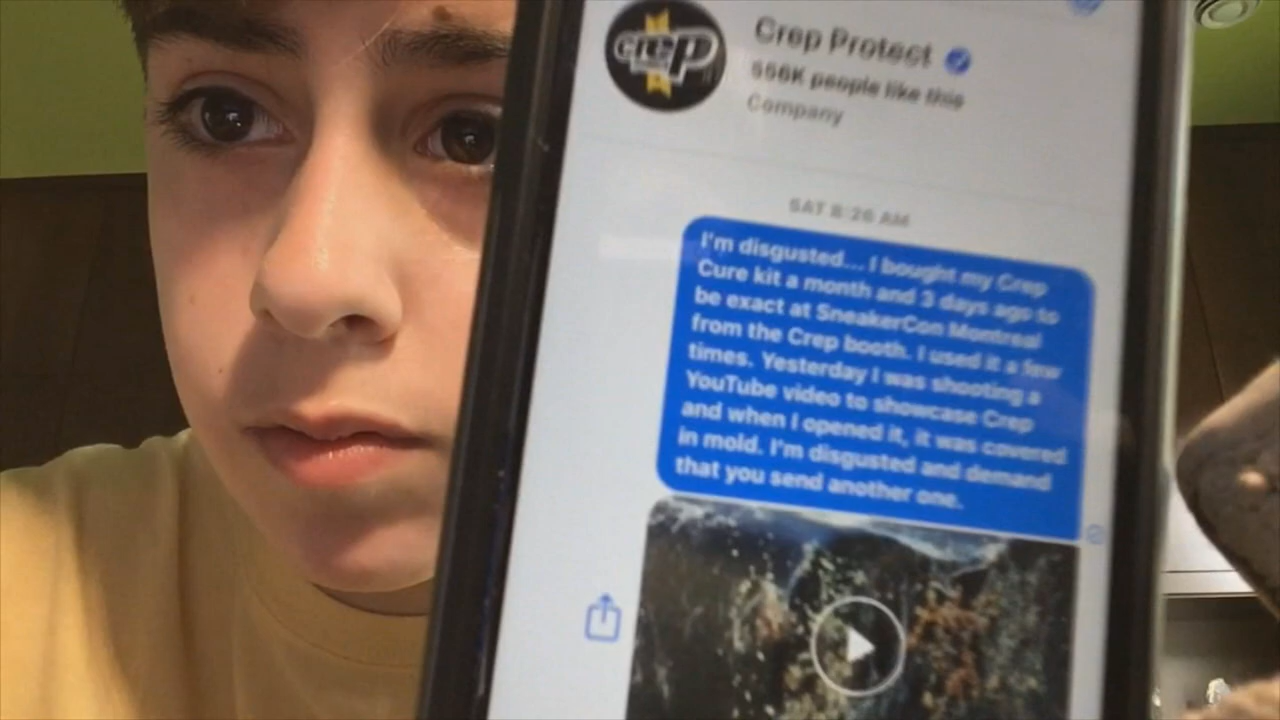 crep
Crep Protect
556K people like this
Company
SAT 8:26 AM
I'm disgusted... I bought my Crep
Cure kit a month and 3 days ago to
be exact at SneakerCon Montreal
from the Crep booth. I used it a few
times. Yesterday I was shooting a
YouTube video to showcase Crep
and when I opened it, it was covered
in mold. I'm disgusted and demand
that you send another one.